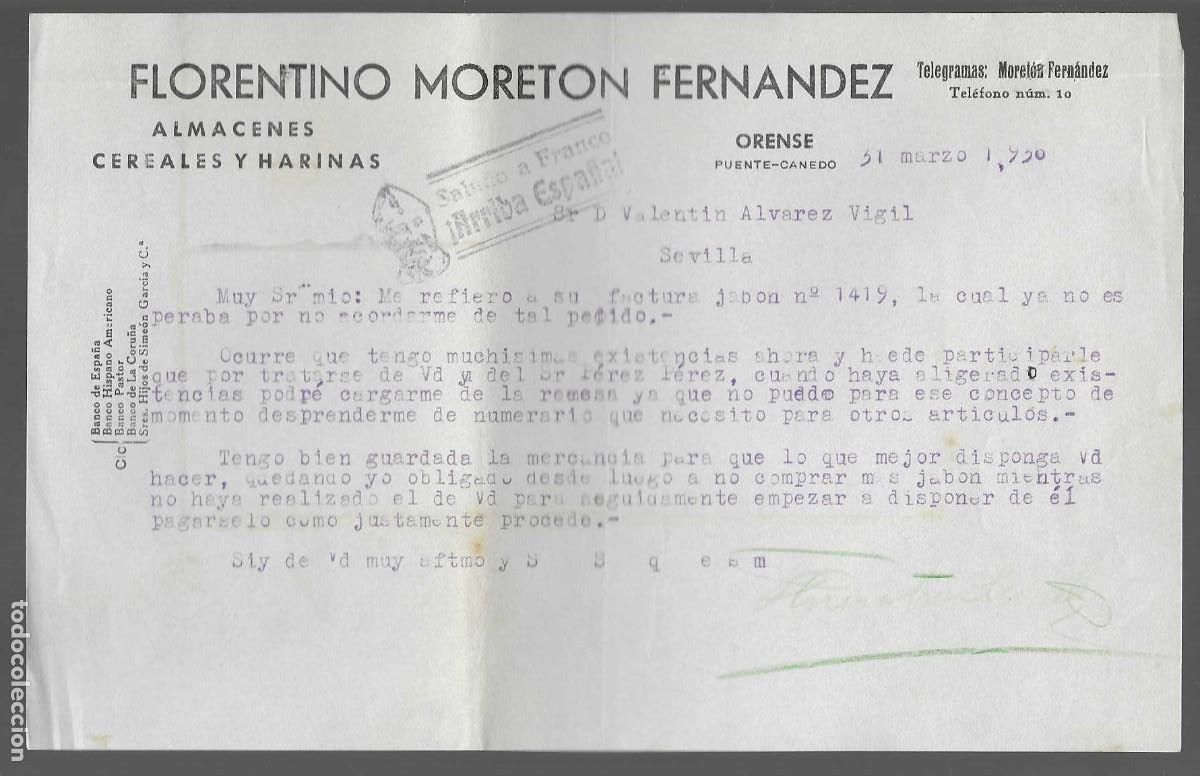 FLORENTINO MORETON FERNANDEZ
Telegramas: Moretón Fernández
Teléfono núm. 10
ALMACENES
CEREALES Y HARINAS
ORENSE
PUENTE-CANEDO
31 marzo 1,950
Saludo a Franco
¡Arriba España!
Sr D Valentin Alvarez Vigil
Sevilla
C/c
Banco de España
Banco Hispano Americano
Banco Pastor
Banco de La Coruña
Sres. Hijos de Simeón García y C.ª
Muy Sr mio: Me refiero a su factura jabon nº 1419, la cual ya no es
peraba por no acordarme de tal pedido.-
Ocurre que tengo muchisimas existencias ahora y hede participarle
que por tratarse de Vd y del Sr Pérez Pérez, cuando haya aligerado exis-
tencias podré cargarme de la remesa ya que no puedo para ese concepto de
momento desprenderme de numerario que necesito para otros articulos.-
Tengo bien guardada la mercancia para que lo que mejor disponga vd
hacer, quedando yo obligado desde luego a no comprar mas jabon mientras
no haya realizado el de Vd para seguidamente empezar a disponer de él
pagarselo como justamente procede.-
Siy de Vd muy aftmo y S S q e s m
todocoleccion